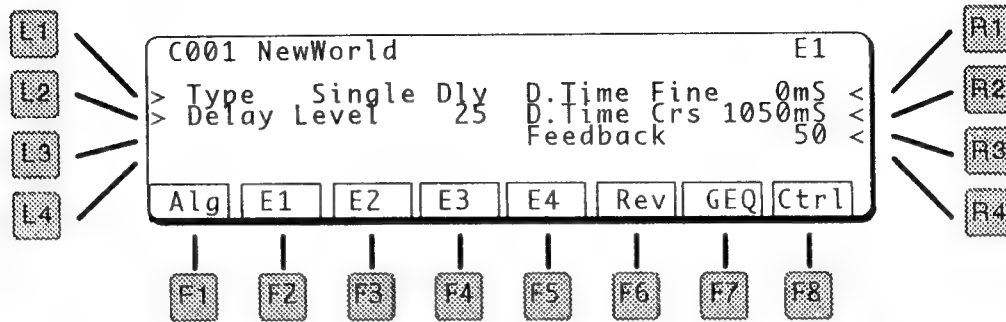 L1
L2
L3
L4
C001 NewWorld E1
> Type Single Dly D.Time Fine 0mS <
> Delay Level 25 D.Time Crs 1050mS <
Feedback 50 <
Alg E1 E2 E3 E4 Rev GEQ Ctrl
F1 F2 F3 F4 F5 F6 F7 F8
R1
R2
R3
R4